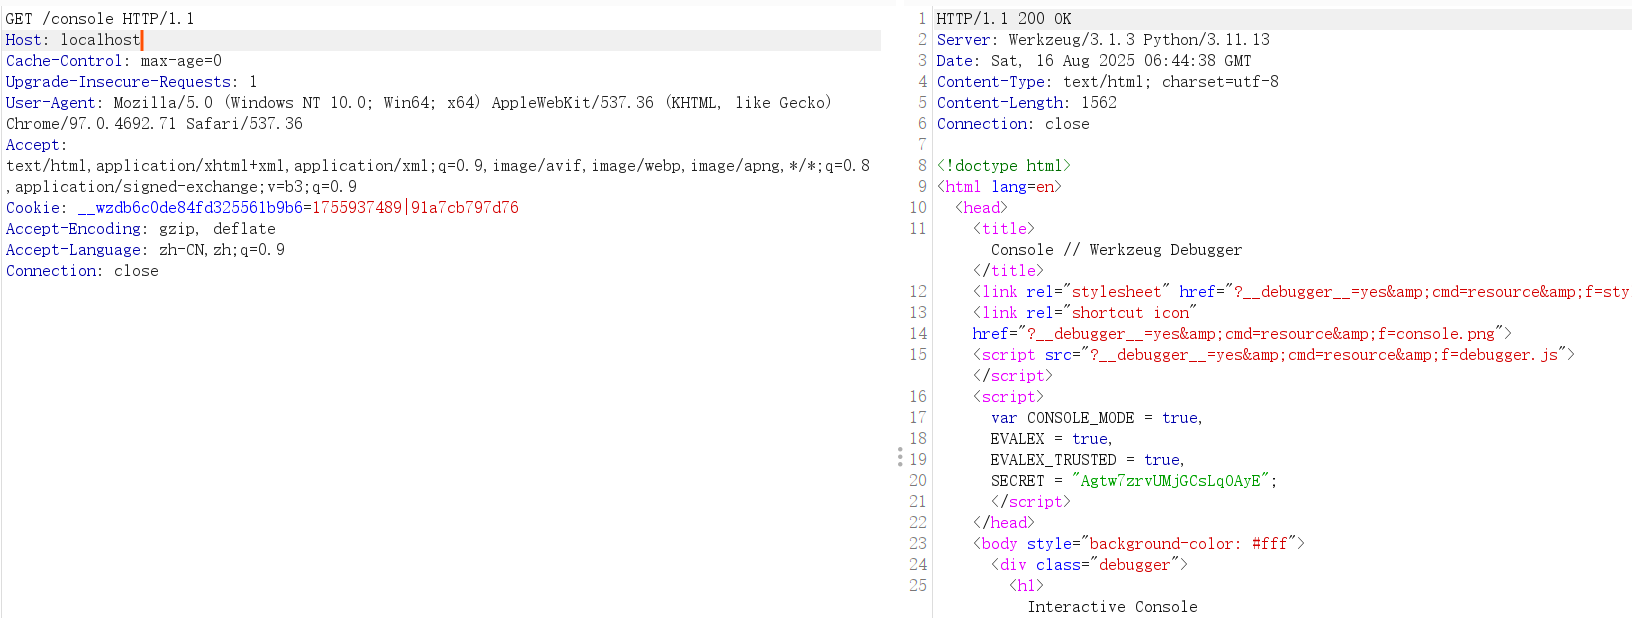 GET /console HTTP/1.1
Host: localhost
Cache-Control: max-age=0
Upgrade-Insecure-Requests: 1
User-Agent: Mozilla/5.0 (Windows NT 10.0; Win64; x64) AppleWebKit/537.36 (KHTML, like Gecko)
Chrome/97.0.4692.71 Safari/537.36
Accept:
text/html,application/xhtml+xml,application/xml;q=0.9,image/avif,image/webp,image/apng,*/*;q=0.8
,application/signed-exchange;v=b3;q=0.9
Cookie: __wzdb6c0de84fd325561b9b6=1755937489|91a7cb797d76
Accept-Encoding: gzip, deflate
Accept-Language: zh-CN,zh;q=0.9
Connection: close
1 HTTP/1.1 200 OK
2 Server: Werkzeug/3.1.3 Python/3.11.13
3 Date: Sat, 16 Aug 2025 06:44:38 GMT
4 Content-Type: text/html; charset=utf-8
5 Content-Length: 1562
6 Connection: close
7
8 <!doctype html>
9 <html lang=en>
10 <head>
11 <title>
Console // Werkzeug Debugger
</title>
12 <link rel="stylesheet" href="?__debugger__=yes&amp;cmd=resource&amp;f=sty
13 <link rel="shortcut icon"
14 href="?__debugger__=yes&amp;cmd=resource&amp;f=console.png">
15 <script src="?__debugger__=yes&amp;cmd=resource&amp;f=debugger.js">
</script>
16 <script>
17 var CONSOLE_MODE = true,
18 EVALEX = true,
19 EVALEX_TRUSTED = true,
20 SECRET = "Agtw7zrvUMjGCsLqOAyE";
21 </script>
22 </head>
23 <body style="background-color: #fff">
24 <div class="debugger">
25 <h1>
Interactive Console